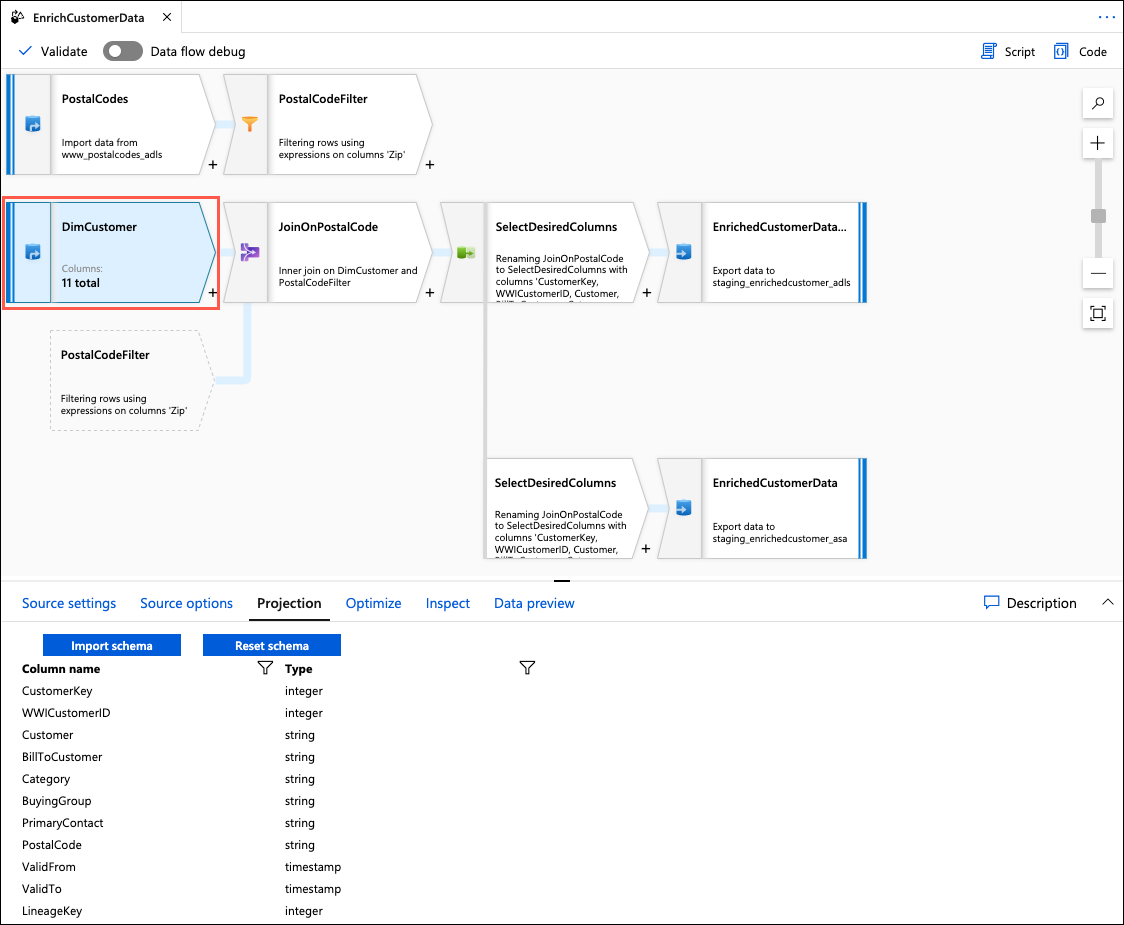 EnrichCustomerData
Validate
Data flow debug
Script
Code
PostalCodes
Import data from
www_postalcodes_adls
+
PostalCodeFilter
Filtering rows using
expressions on columns 'Zip'
+
DimCustomer
Columns:
11 total
+
JoinOnPostalCode
Inner join on DimCustomer and
PostalCodeFilter
+
SelectDesiredColumns
Renaming JoinOnPostalCode
to SelectDesiredColumns with
columns 'CustomerKey,
WWICustomerID, Customer,
+
EnrichedCustomerData...
Export data to
staging_enrichedcustomer_adls
PostalCodeFilter
Filtering rows using
expressions on columns 'Zip'
SelectDesiredColumns
Renaming JoinOnPostalCode
to SelectDesiredColumns with
columns 'CustomerKey,
WWICustomerID, Customer,
+
EnrichedCustomerData
Export data to
staging_enrichedcustomer_asa
Source settings
Source options
Projection
Optimize
Inspect
Data preview
Description
Import schema
Reset schema
Column name
Type
CustomerKey integer
WWICustomerID integer
Customer string
BillToCustomer string
Category string
BuyingGroup string
PrimaryContact string
PostalCode string
ValidFrom timestamp
ValidTo timestamp
LineageKey integer